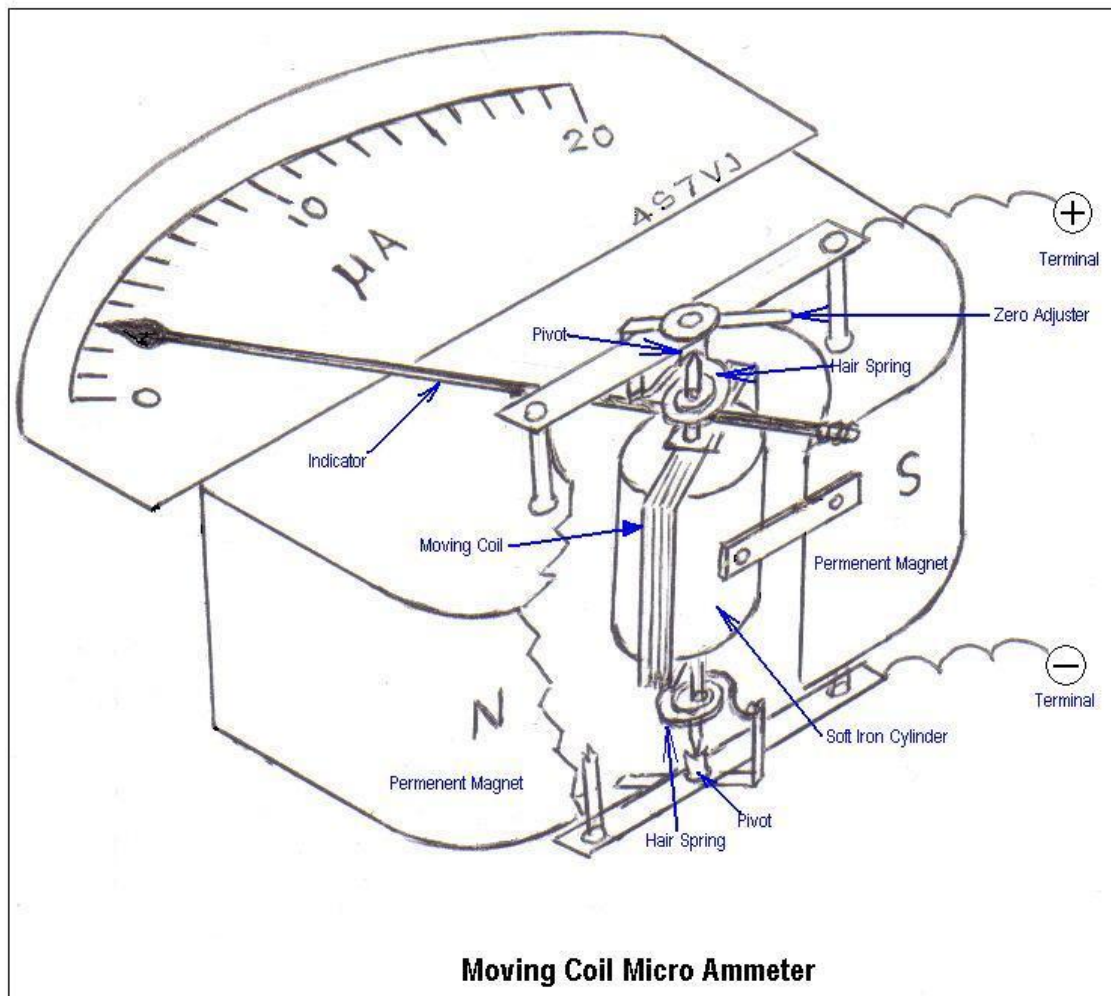 20
10
0
μA
4S7VJ
+
Terminal
Zero Adjuster
Pivot
Hair Spring
Indicator
Moving Coil
S
Permenent Magnet
N
Permenent Magnet
−
Terminal
Soft Iron Cylinder
Pivot
Hair Spring
Moving Coil Micro Ammeter